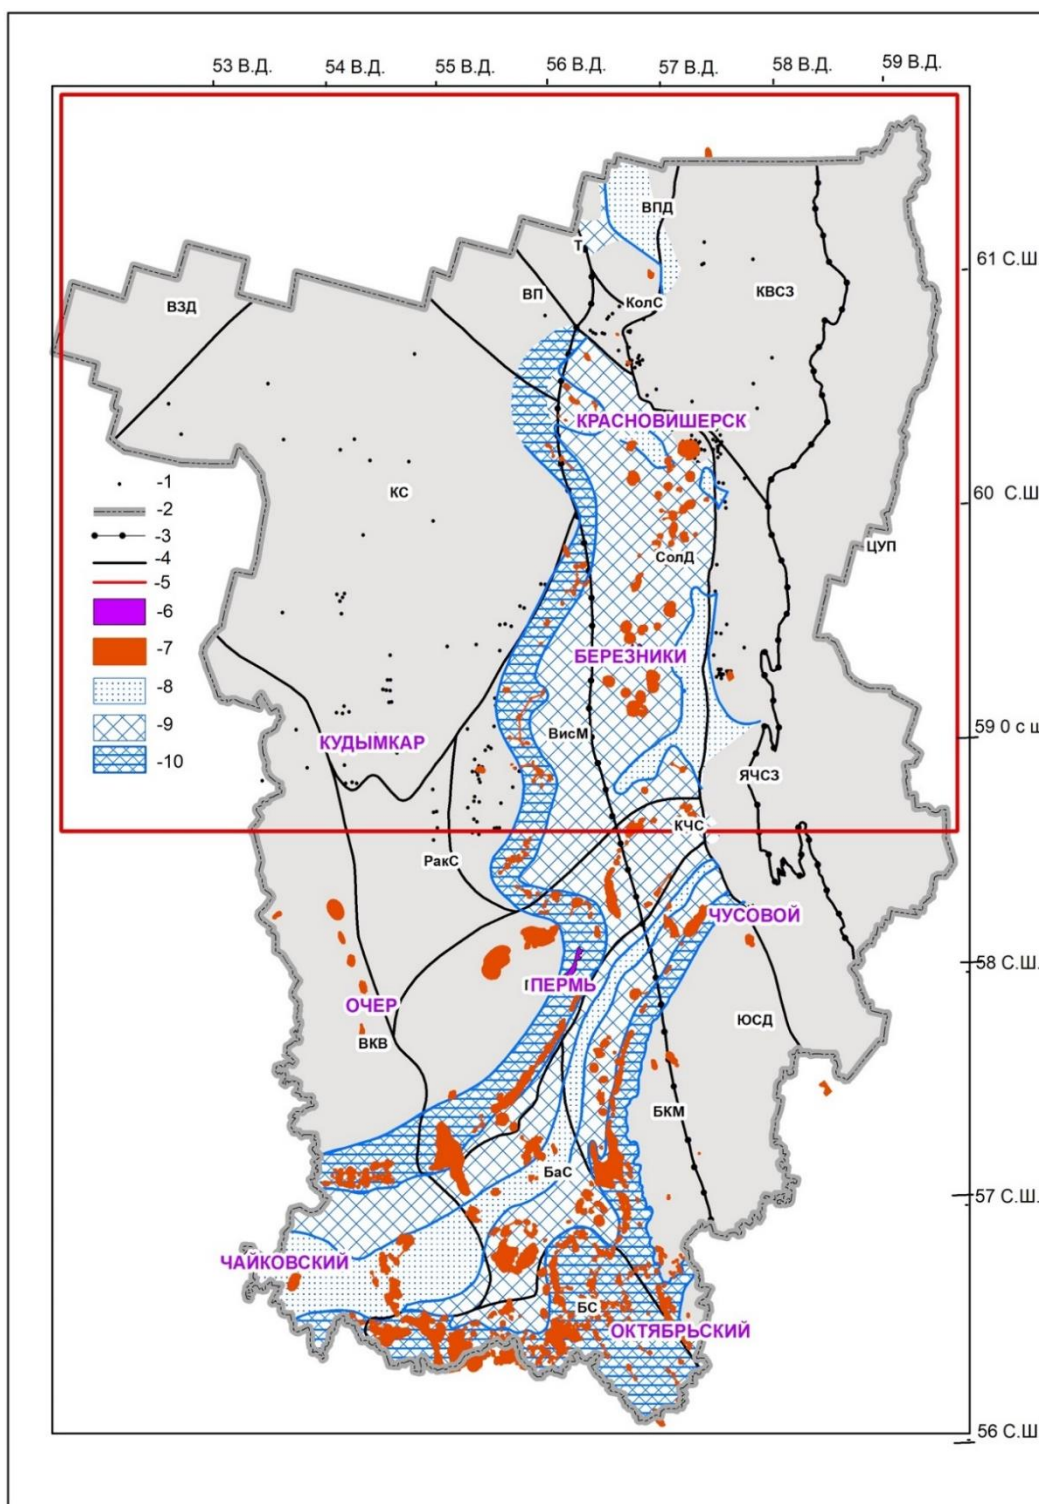 53 В.Д. 54 В.Д. 55 В.Д. 56 В.Д. 57 В.Д. 58 В.Д. 59 В.Д.
ВПД
Т
61 С.Ш
ВЗД
ВП
КолС
КВСЗ
КРАСНОВИШЕРСК
-1
КС
60 С.Ш
-2
-3
-4
СолД
ЦУП
-5
-6
-7
БЕРЕЗНИКИ
-8
-9
ВисМ
59 0 с ш
КУДЫМКАР
-10
ЯЧСЗ
КЧС
РакС
ЧУСОВОЙ
58 С.Ш.
ПЕРМЬ
ОЧЕР
ЮСД
ВКВ
БКМ
БаС
57 С.Ш.
ЧАЙКОВСКИЙ
БС
ОКТЯБРЬСКИЙ
56 С.Ш